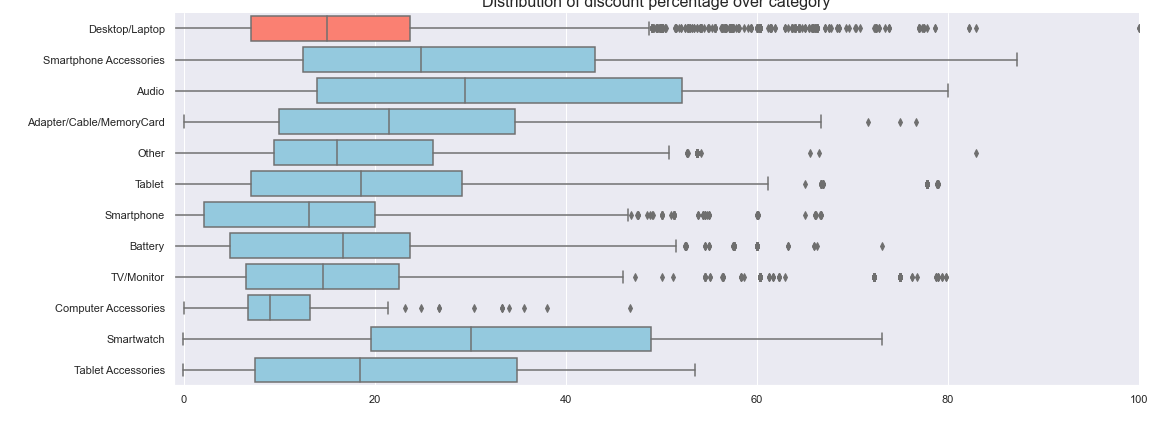 Distribution of discount percentage over category
Desktop/Laptop
Smartphone Accessories
Audio
Adapter/Cable/MemoryCard
Other
Tablet
Smartphone
Battery
TV/Monitor
Computer Accessories
Smartwatch
Tablet Accessories
0 20 40 60 80 100